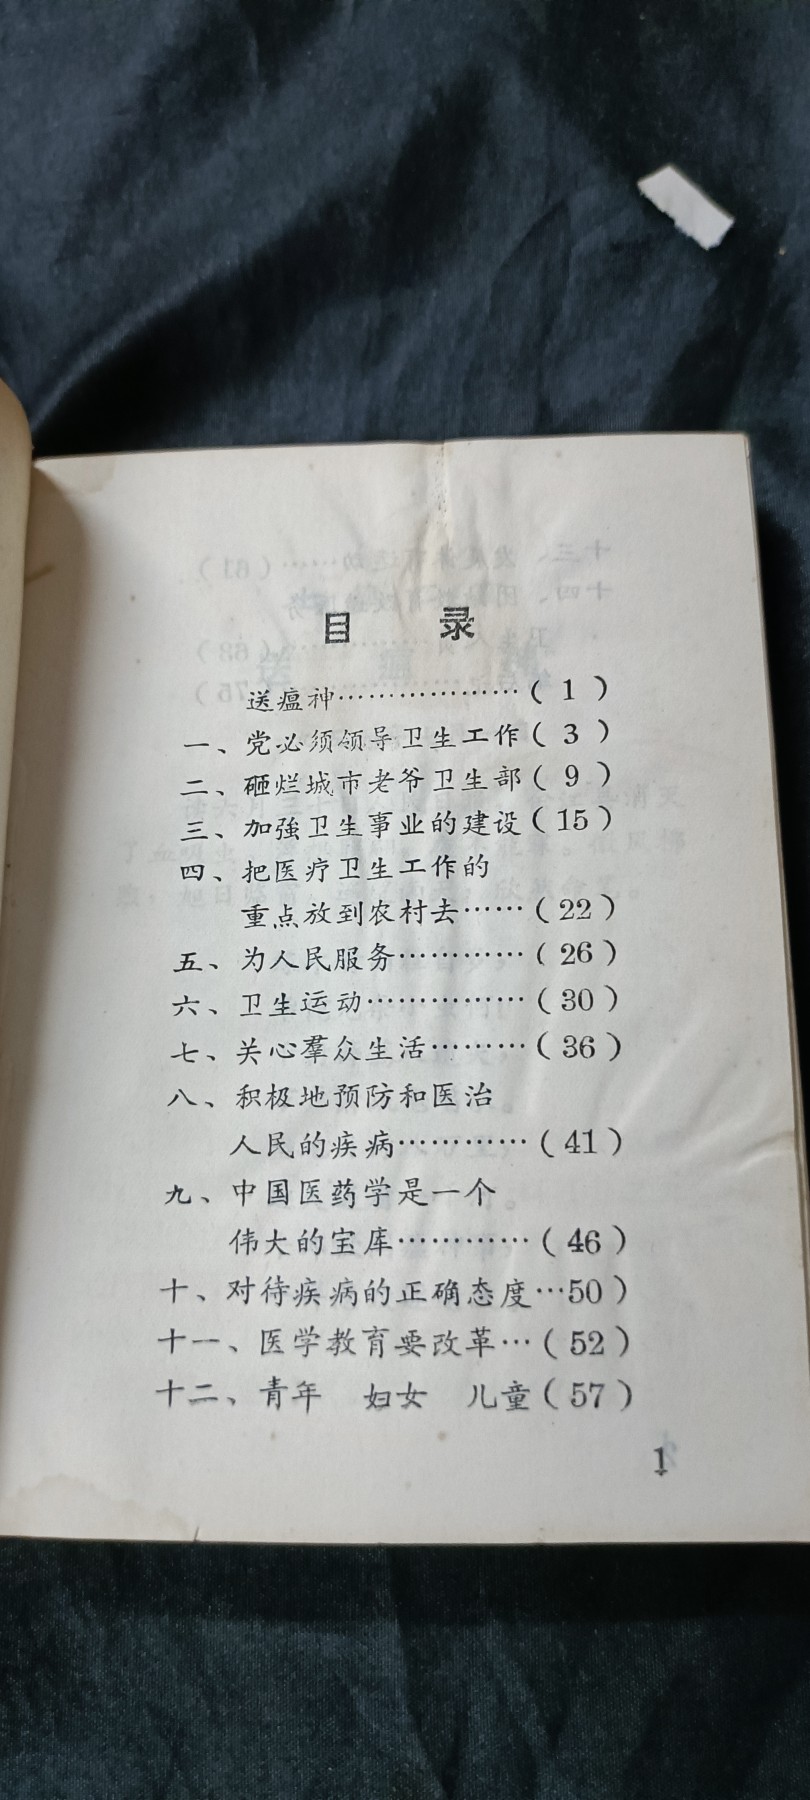 目 录
送瘟神………………( 1 )
一、党必须领导卫生工作( 3 )
二、砸烂城市老爷卫生部( 9 )
三、加強卫生事业的建设(15)
四、把医疗卫生工作的
重点放到农村去……(22)
五、为人民服务…………(26)
六、卫生运动……………(30)
七、关心羣众生活………(36)
八、积极地预防和医治
人民的疾病…………(41)
九、中国医药学是一个
伟大的宝库…………(46)
十、对待疾病的正确态度…50)
十一、医学教育要改革…(52)
十二、青年 妇女 儿童(57)
1